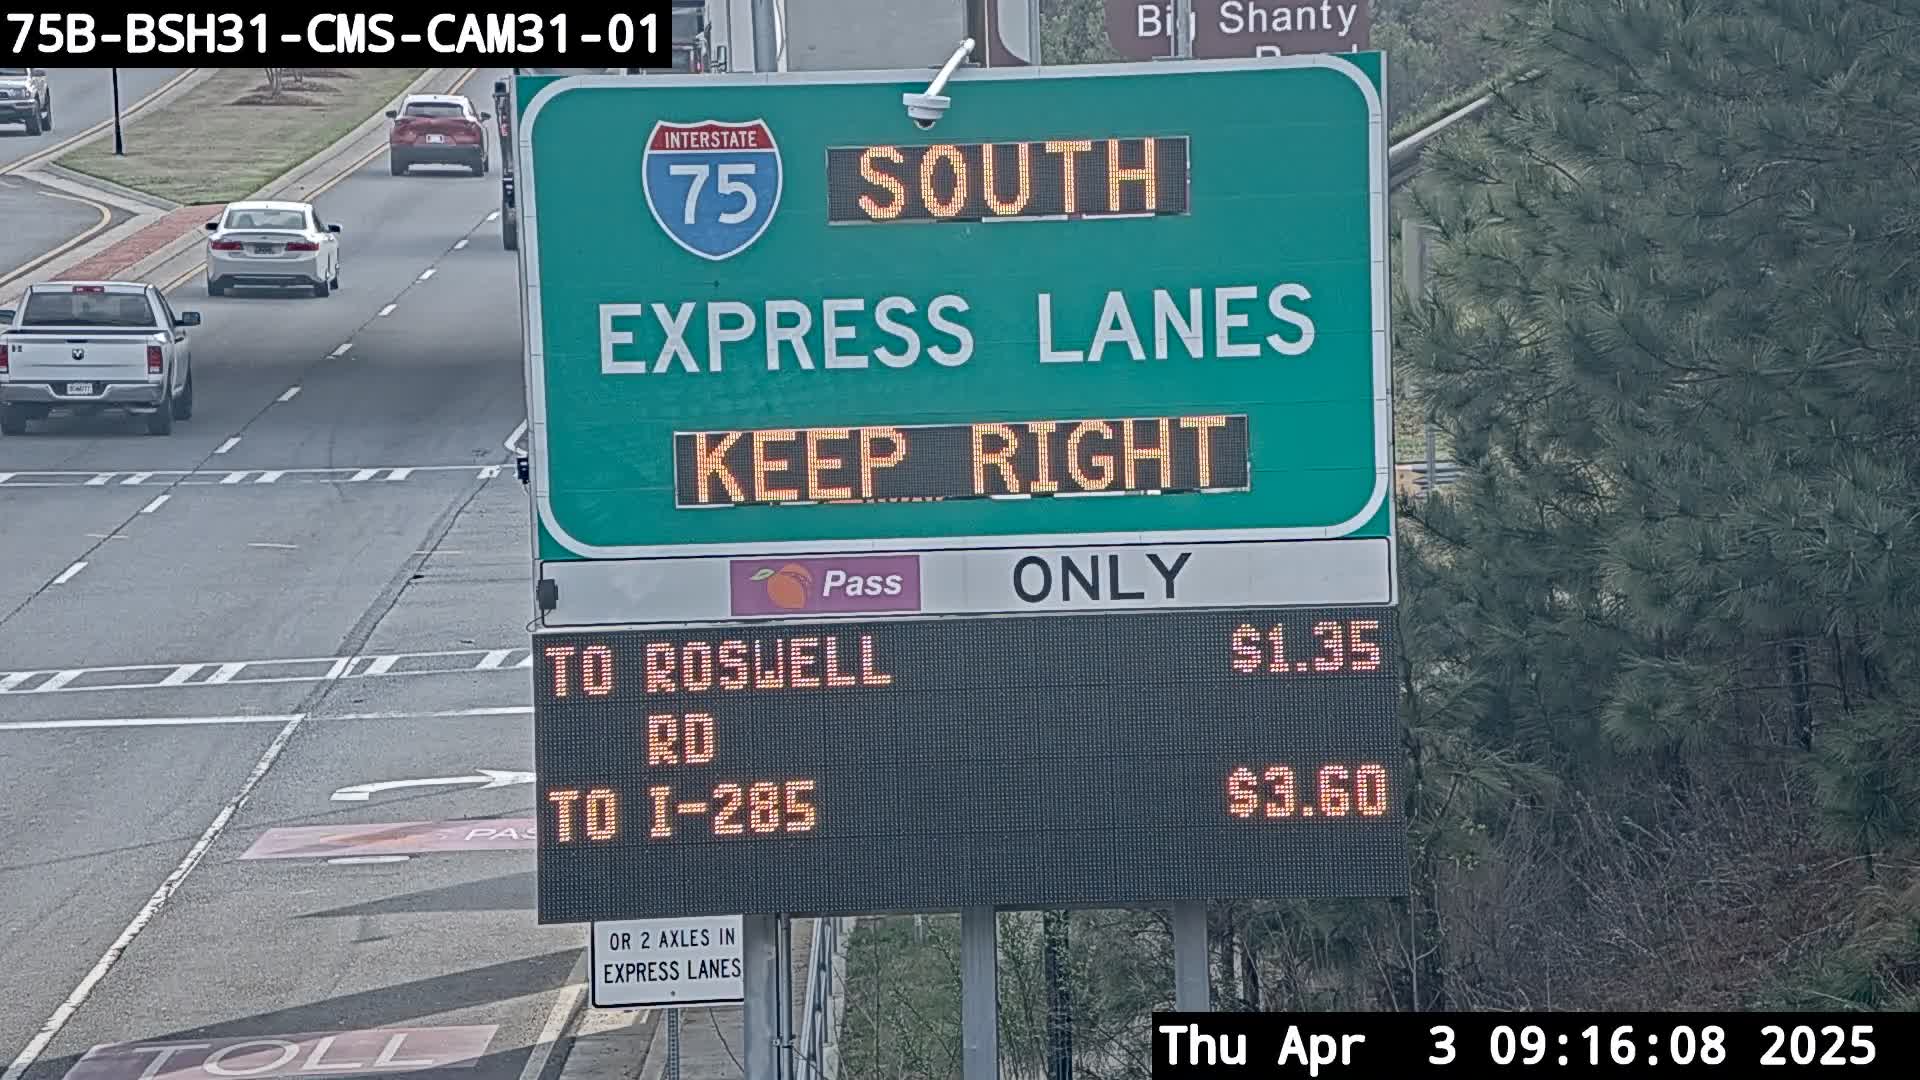 75B-BSH31-CMS-CAM31-01
Big Shanty
Road
INTERSTATE
75
SOUTH
EXPRESS LANES
KEEP RIGHT
Pass
ONLY
TO ROSWELL $1.35
RD
TO I-285 $3.60
PAS
OR 2 AXLES IN
EXPRESS LANES
TOLL
Thu Apr 3 09:16:08 2025